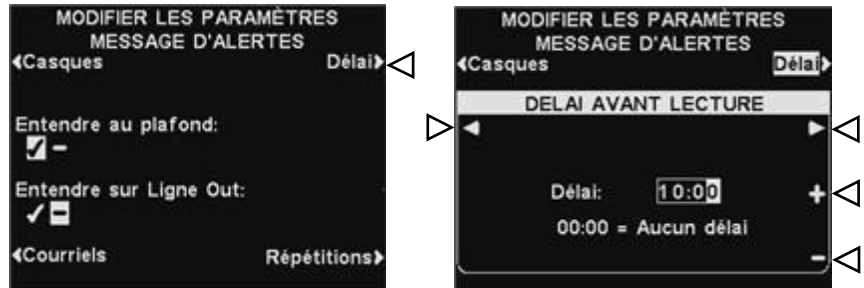 MODIFIER LES PARAMÈTRES
MESSAGE D'ALERTES
Casques Délai
Entendre au plafond:
Entendre sur Ligne Out:
Courriels Répétitions
MODIFIER LES PARAMÈTRES
MESSAGE D'ALERTES
Casques Délai
DELAI AVANT LECTURE
Délai: 10:00 +
00:00 = Aucun délai
-